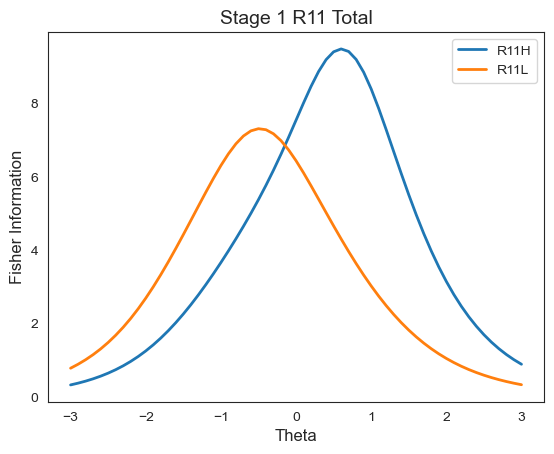 Stage 1 R11 Total
R11H
R11L
Fisher Information
8
6
4
2
0
−3
−2
−1
0
1
2
3
Theta